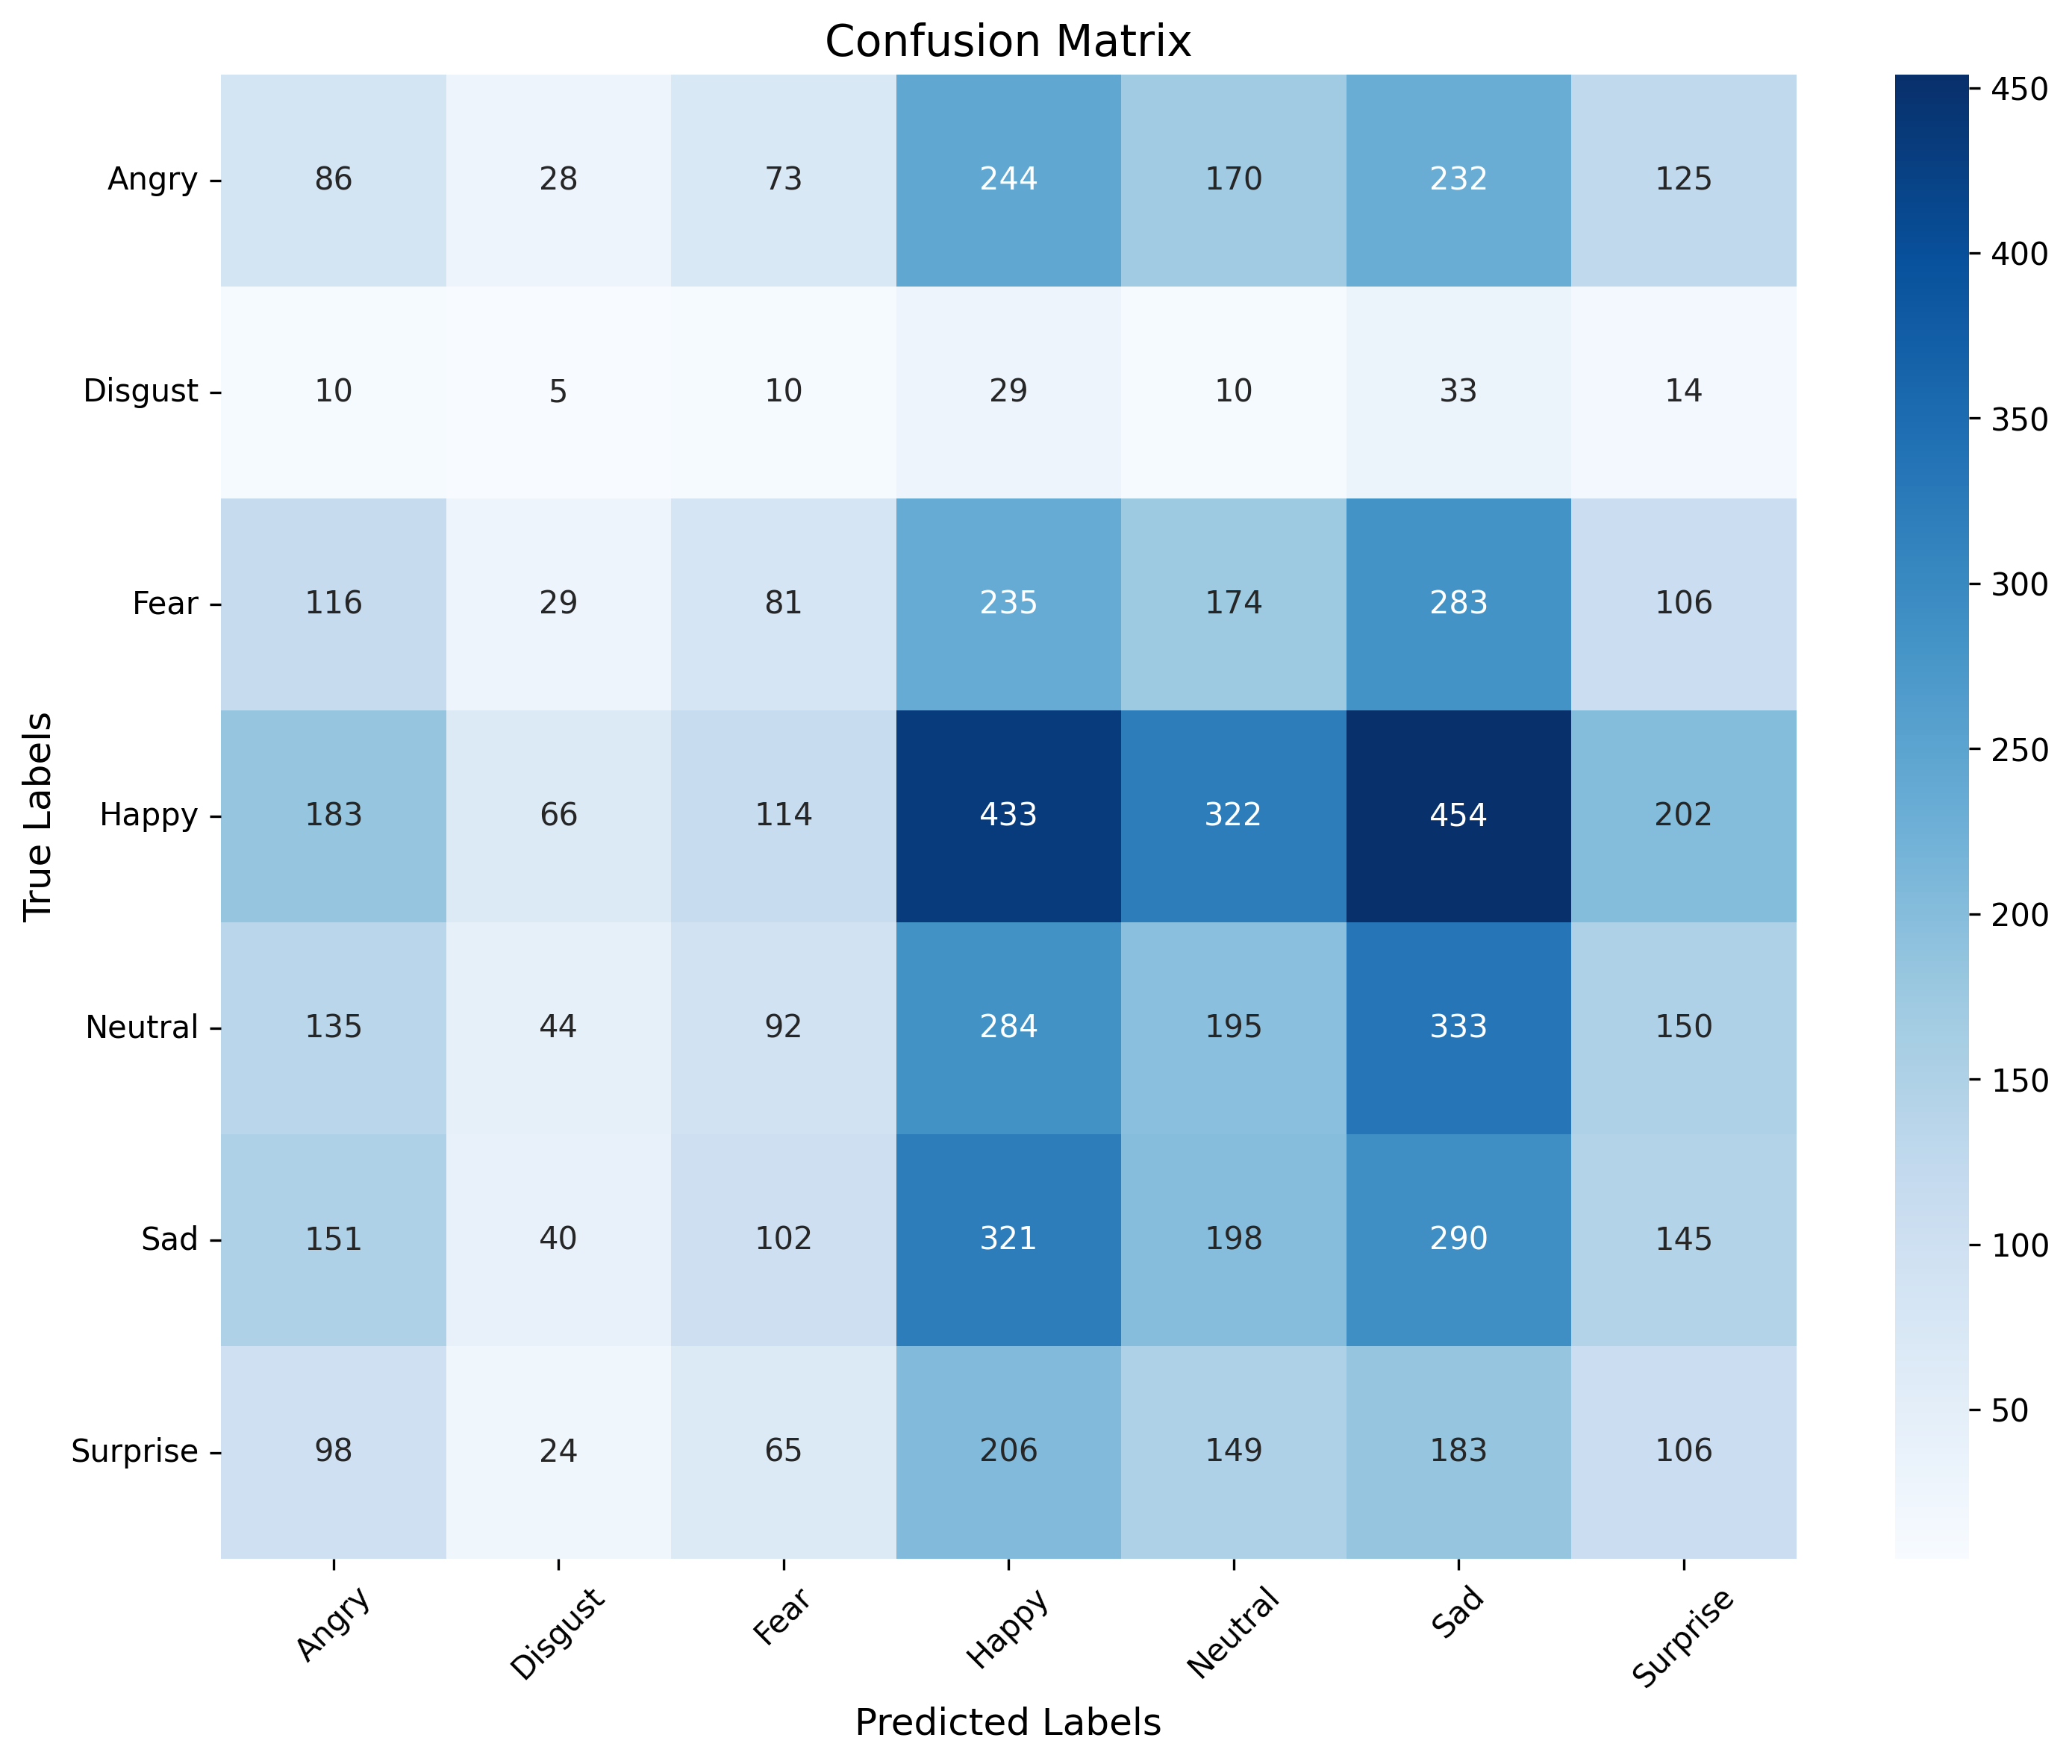 Confusion Matrix
True Labels
Angry 86 28 73 244 170 232 125
Disgust 10 5 10 29 10 33 14
Fear 116 29 81 235 174 283 106
Happy 183 66 114 433 322 454 202
Neutral 135 44 92 284 195 333 150
Sad 151 40 102 321 198 290 145
Surprise 98 24 65 206 149 183 106
Angry Disgust Fear Happy Neutral Sad Surprise
Predicted Labels
450
400
350
300
250
200
150
100
50